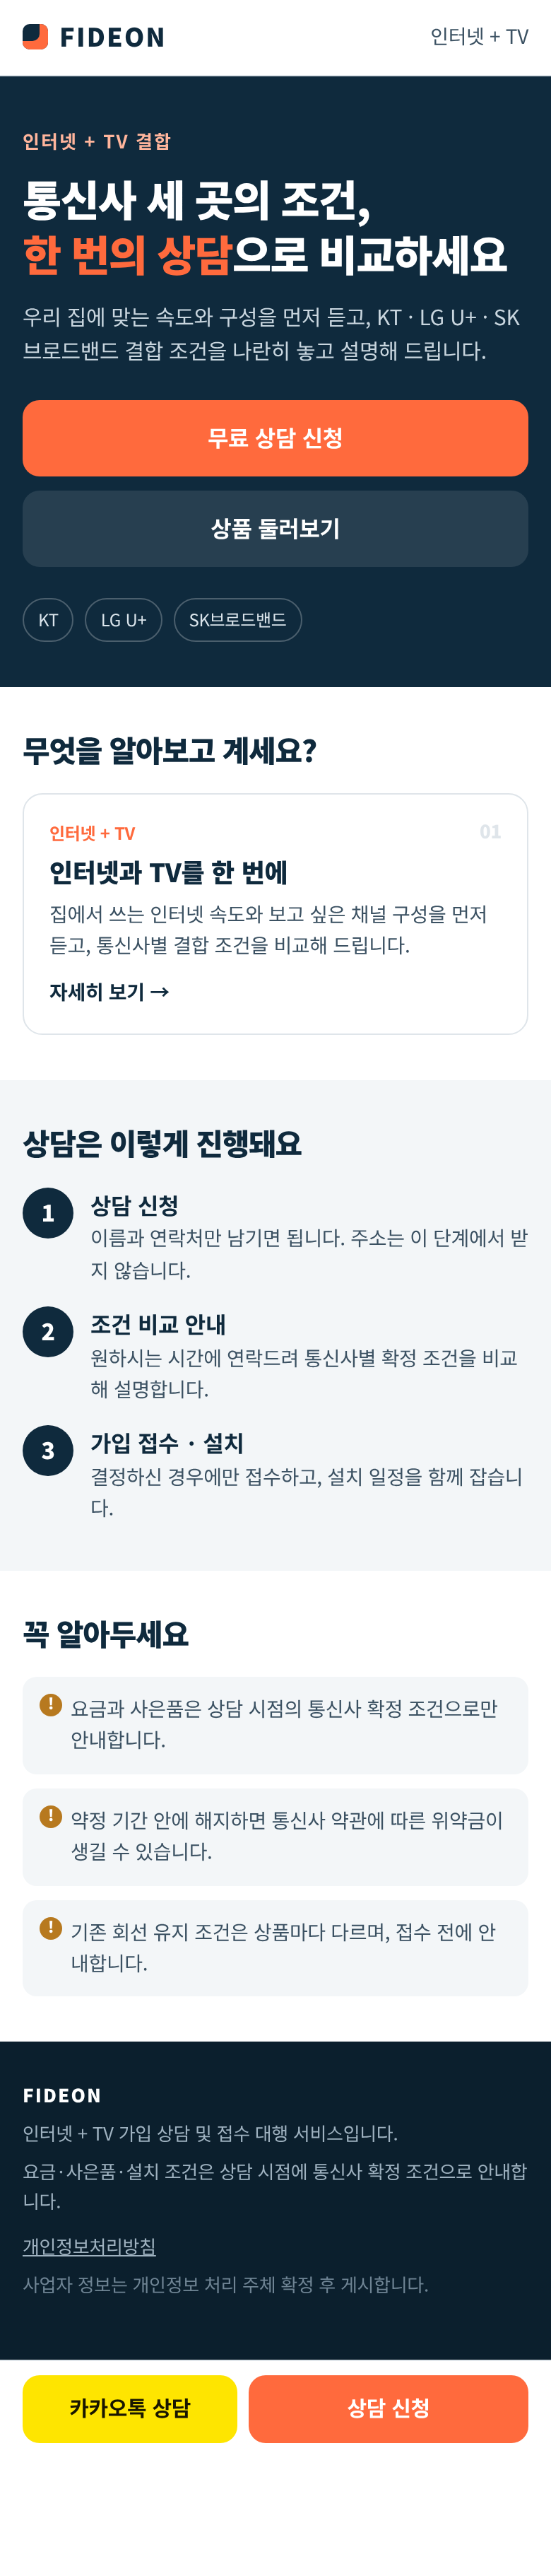 FIDEON
인터넷 + TV
인터넷 + TV 결합
통신사 세 곳의 조건,
한 번의 상담으로 비교하세요
우리 집에 맞는 속도와 구성을 먼저 듣고, KT · LG U+ · SK
브로드밴드 결합 조건을 나란히 놓고 설명해 드립니다.
무료 상담 신청
상품 둘러보기
KT
LG U+
SK브로드밴드
무엇을 알아보고 계세요?
인터넷 + TV
01
인터넷과 TV를 한 번에
집에서 쓰는 인터넷 속도와 보고 싶은 채널 구성을 먼저
듣고, 통신사별 결합 조건을 비교해 드립니다.
자세히 보기 →
상담은 이렇게 진행돼요
1
상담 신청
이름과 연락처만 남기면 됩니다. 주소는 이 단계에서 받
지 않습니다.
2
조건 비교 안내
원하시는 시간에 연락드려 통신사별 확정 조건을 비교
해 설명합니다.
3
가입 접수 · 설치
결정하신 경우에만 접수하고, 설치 일정을 함께 잡습니
다.
꼭 알아두세요
!
요금과 사은품은 상담 시점의 통신사 확정 조건으로만
안내합니다.
!
약정 기간 안에 해지하면 통신사 약관에 따른 위약금이
생길 수 있습니다.
!
기존 회선 유지 조건은 상품마다 다르며, 접수 전에 안
내합니다.
FIDEON
인터넷 + TV 가입 상담 및 접수 대행 서비스입니다.
요금·사은품·설치 조건은 상담 시점에 통신사 확정 조건으로 안내합
니다.
개인정보처리방침
사업자 정보는 개인정보 처리 주체 확정 후 게시합니다.
카카오톡 상담
상담 신청